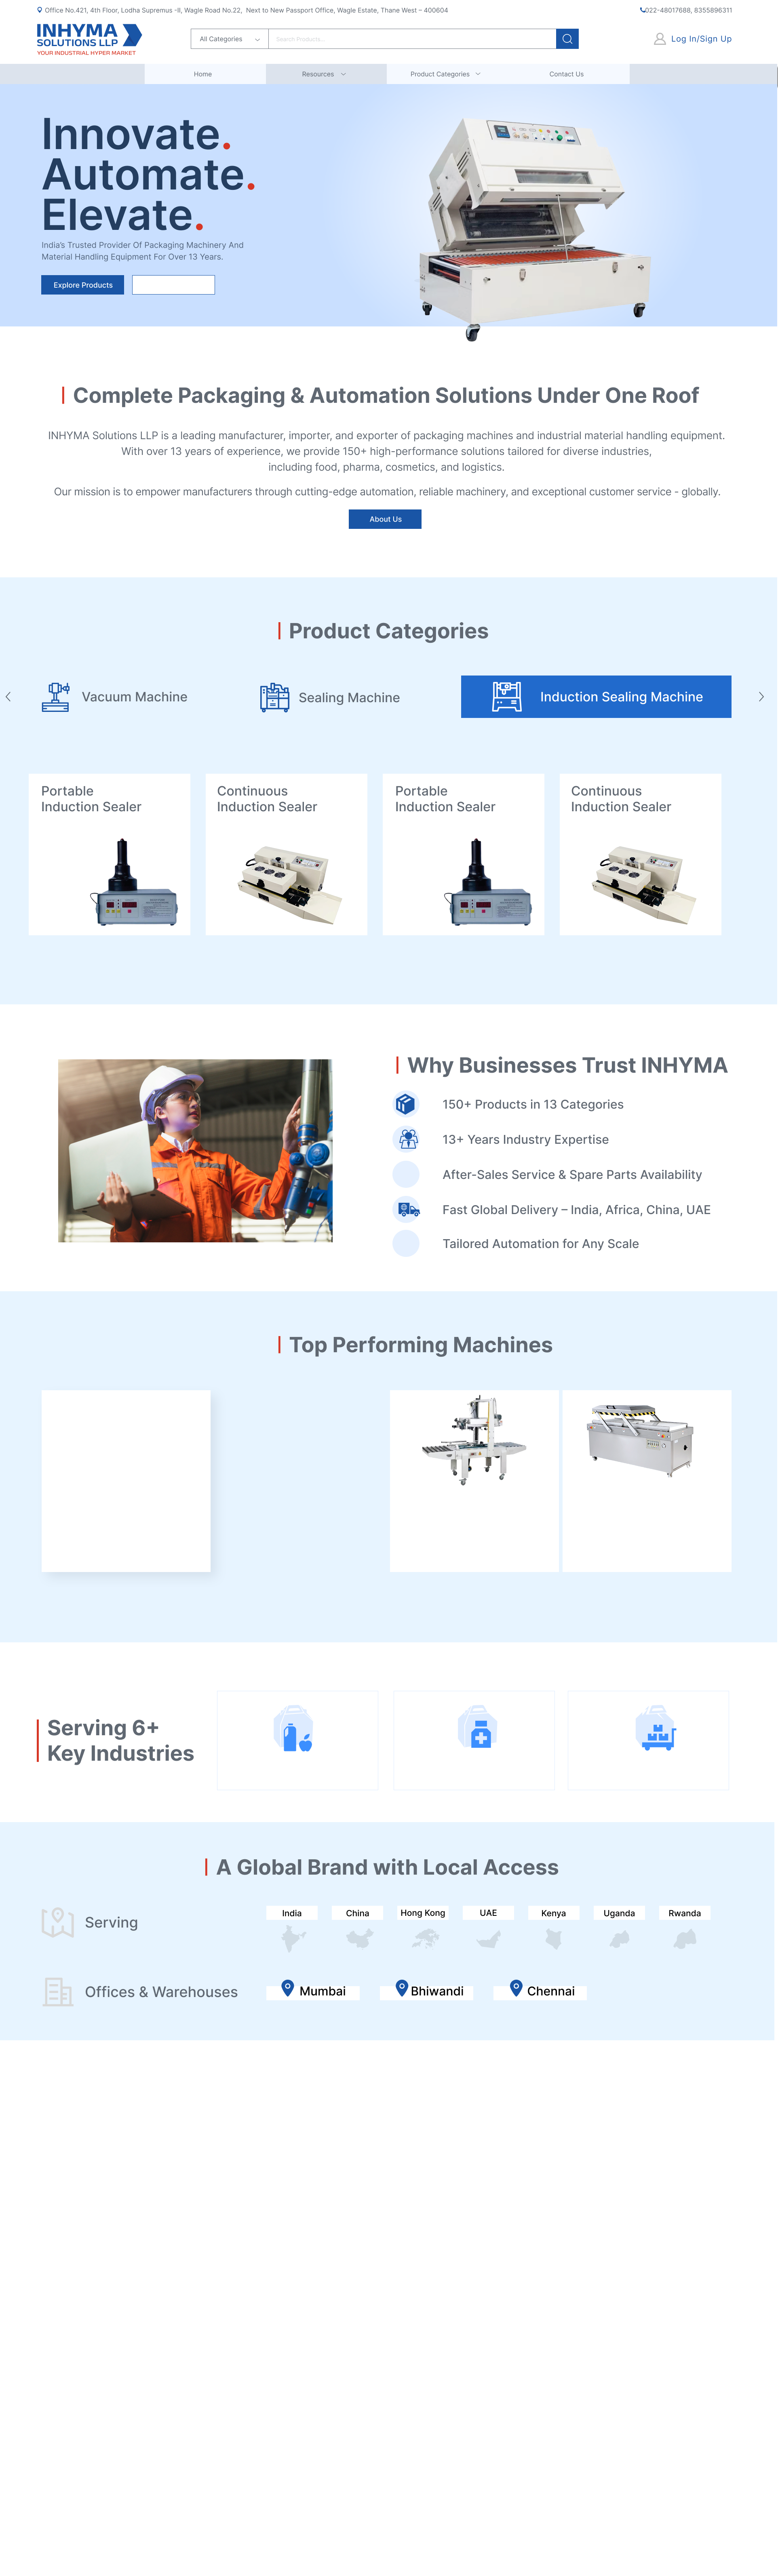 Office No.421, 4th Floor, Lodha Supremus -II, Wagle Road No.22, Next to New Passport Office, Wagle Estate, Thane West – 400604
022-48017688, 8355896311
INHYMA
SOLUTIONS LLP
YOUR INDUSTRIAL HYPER MARKET
All Categories
Search Products...
Log In/Sign Up
Home
Resources
Product Categories
Contact Us
Innovate.
Automate.
Elevate.
India's Trusted Provider Of Packaging Machinery And
Material Handling Equipment For Over 13 Years.
Explore Products
Complete Packaging & Automation Solutions Under One Roof
INHYMA Solutions LLP is a leading manufacturer, importer, and exporter of packaging machines and industrial material handling equipment.
With over 13 years of experience, we provide 150+ high-performance solutions tailored for diverse industries,
including food, pharma, cosmetics, and logistics.
Our mission is to empower manufacturers through cutting-edge automation, reliable machinery, and exceptional customer service - globally.
About Us
Product Categories
Vacuum Machine
Sealing Machine
Induction Sealing Machine
Portable
Induction Sealer
Continuous
Induction Sealer
Portable
Induction Sealer
Continuous
Induction Sealer
Why Businesses Trust INHYMA
150+ Products in 13 Categories
13+ Years Industry Expertise
After-Sales Service & Spare Parts Availability
Fast Global Delivery – India, Africa, China, UAE
Tailored Automation for Any Scale
Top Performing Machines
Serving 6+
Key Industries
A Global Brand with Local Access
Serving
India
China
Hong Kong
UAE
Kenya
Uganda
Rwanda
Offices & Warehouses
Mumbai
Bhiwandi
Chennai